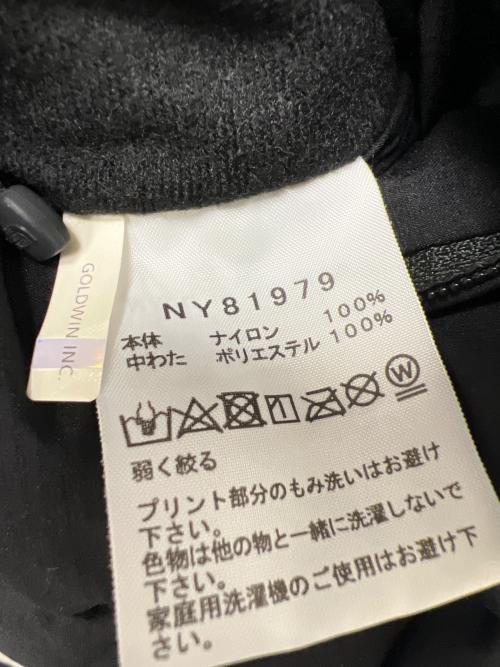 GOLDWIN INC.
NY81979
本体 ナイロン 100%
中わた ポリエステル 100%
W
弱く絞る
プリント部分のもみ洗いはお避け
下さい。
色物は他の物と一緒に洗濯しないで
下さい。
家庭用洗濯機のご使用はお避け下
さい。